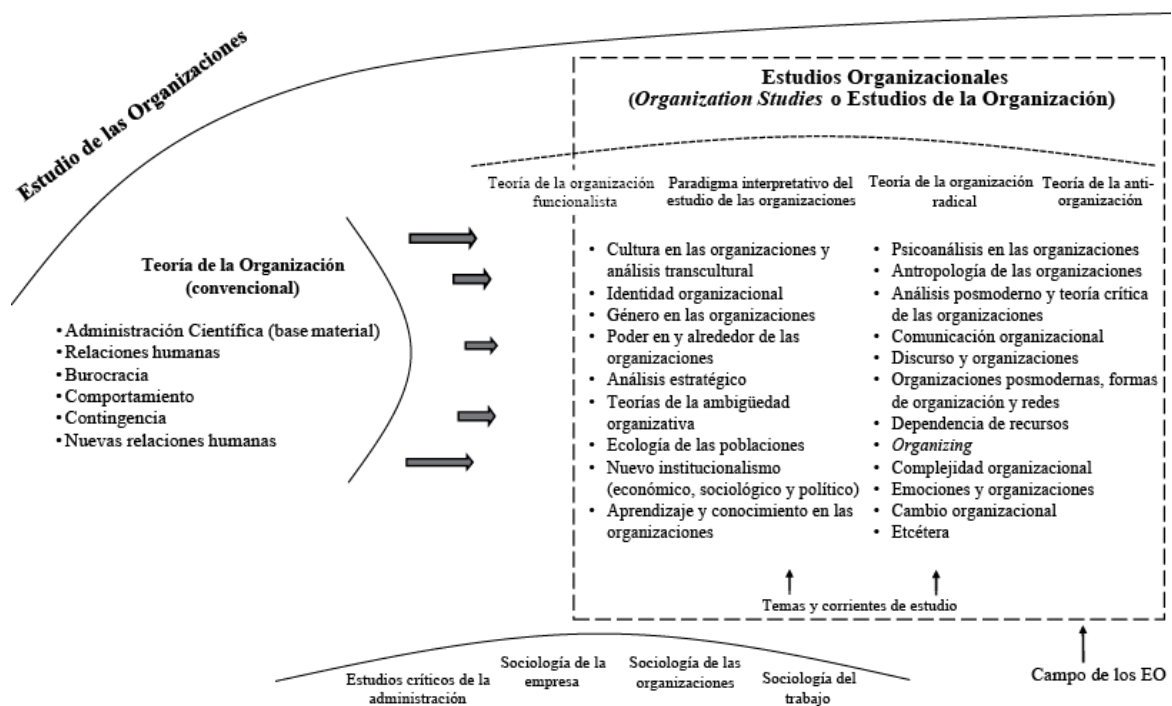 Estudio de las Organizaciones
Estudios Organizacionales
(Organization Studies o Estudios de la Organización)
Teoría de la organización
funcionalista
Paradigma interpretativo del
estudio de las organizaciones
Teoría de la organización
radical
Teoría de la anti-
organización
Teoría de la Organización
(convencional)
• Administración Científica (base material)
• Relaciones humanas
• Burocracia
• Comportamiento
• Contingencia
• Nuevas relaciones humanas
• Cultura en las organizaciones y
análisis transcultural
• Identidad organizacional
• Género en las organizaciones
• Poder en y alrededor de las
organizaciones
• Análisis estratégico
• Teorías de la ambigüedad
organizativa
• Ecología de las poblaciones
• Nuevo institucionalismo
(económico, sociológico y político)
• Aprendizaje y conocimiento en las
organizaciones
• Psicoanálisis en las organizaciones
• Antropología de las organizaciones
• Análisis posmoderno y teoría crítica
de las organizaciones
• Comunicación organizacional
• Discurso y organizaciones
• Organizaciones posmodernas, formas
de organización y redes
• Dependencia de recursos
• Organizing
• Complejidad organizacional
• Emociones y organizaciones
• Cambio organizacional
• Etcétera
Temas y corrientes de estudio
Estudios críticos de la
administración
Sociología de la
empresa
Sociología de las
organizaciones
Sociología del
trabajo
Campo de los EO